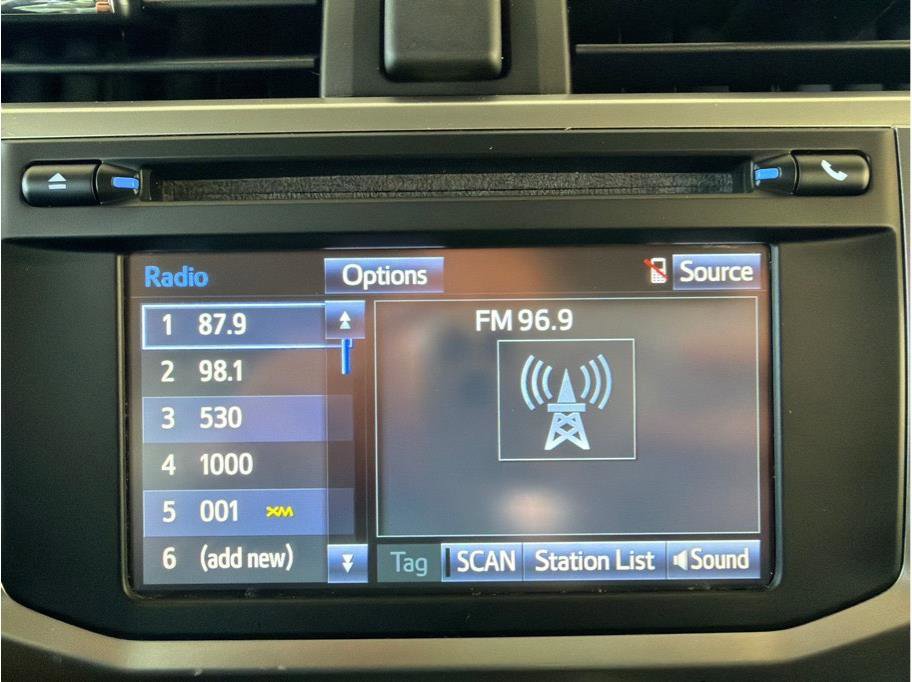 Radio
Options
Source
1 87.9
2 98.1
3 530
4 1000
5 001 XM
6 (add new)
FM 96.9
Tag
SCAN
Station List
Sound